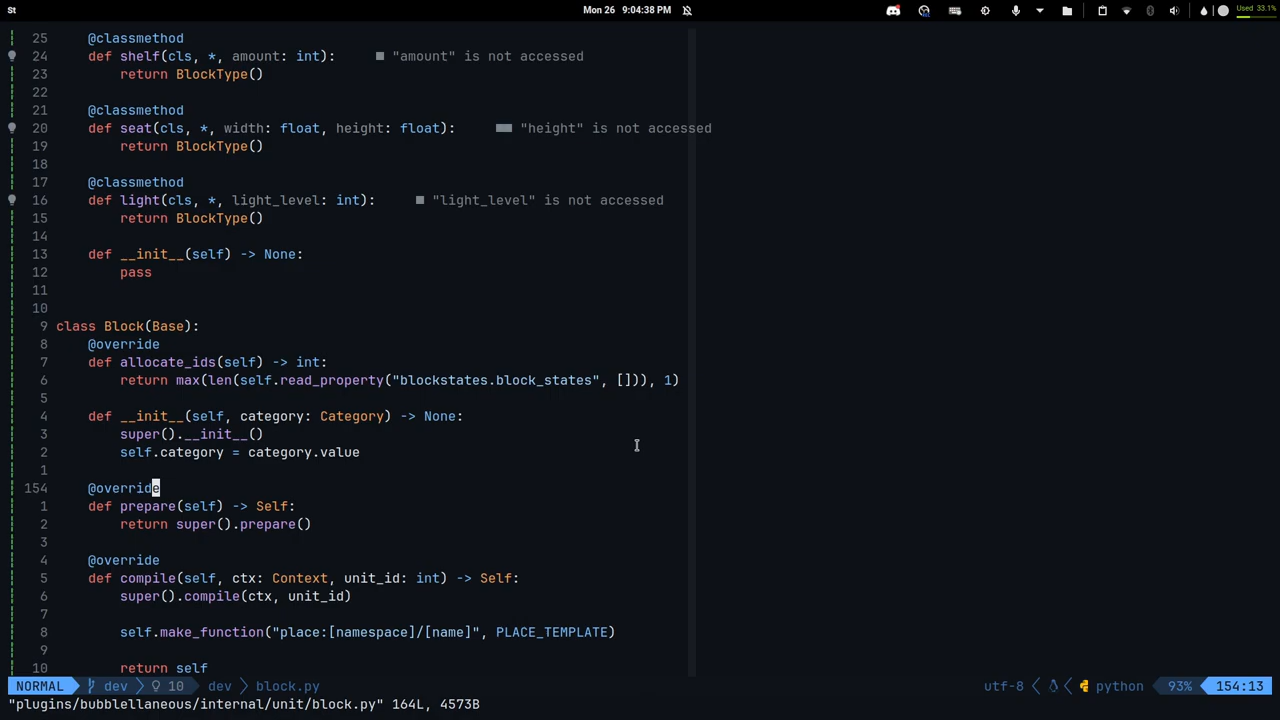 St Mon 26 9:04:38 PM Used 33.1%
25 @classmethod
24 def shelf(cls, *, amount: int): ■ "amount" is not accessed
23 return BlockType()
22
21 @classmethod
20 def seat(cls, *, width: float, height: float): ■■ "height" is not accessed
19 return BlockType()
18
17 @classmethod
16 def light(cls, *, light_level: int): ■ "light_level" is not accessed
15 return BlockType()
14
13 def __init__(self) -> None:
12 pass
11
10
9 class Block(Base):
8 @override
7 def allocate_ids(self) -> int:
6 return max(len(self.read_property("blockstates.block_states", [])), 1)
5
4 def __init__(self, category: Category) -> None:
3 super().__init__()
2 self.category = category.value
1
154 @override
1 def prepare(self) -> Self:
2 return super().prepare()
3
4 @override
5 def compile(self, ctx: Context, unit_id: int) -> Self:
6 super().compile(ctx, unit_id)
7
8 self.make_function("place:[namespace]/[name]", PLACE_TEMPLATE)
9
10 return self
NORMAL dev 10 dev block.py utf-8 python 93% 154:13
"plugins/bubblellaneous/internal/unit/block.py" 164L, 4573B